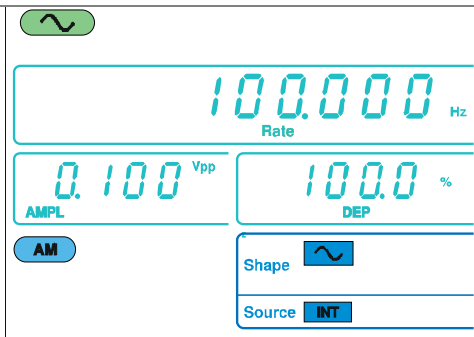 100.000 Hz
Rate
0.100 Vpp
AMPL
100.0 %
DEP
AM
Shape
Source INT